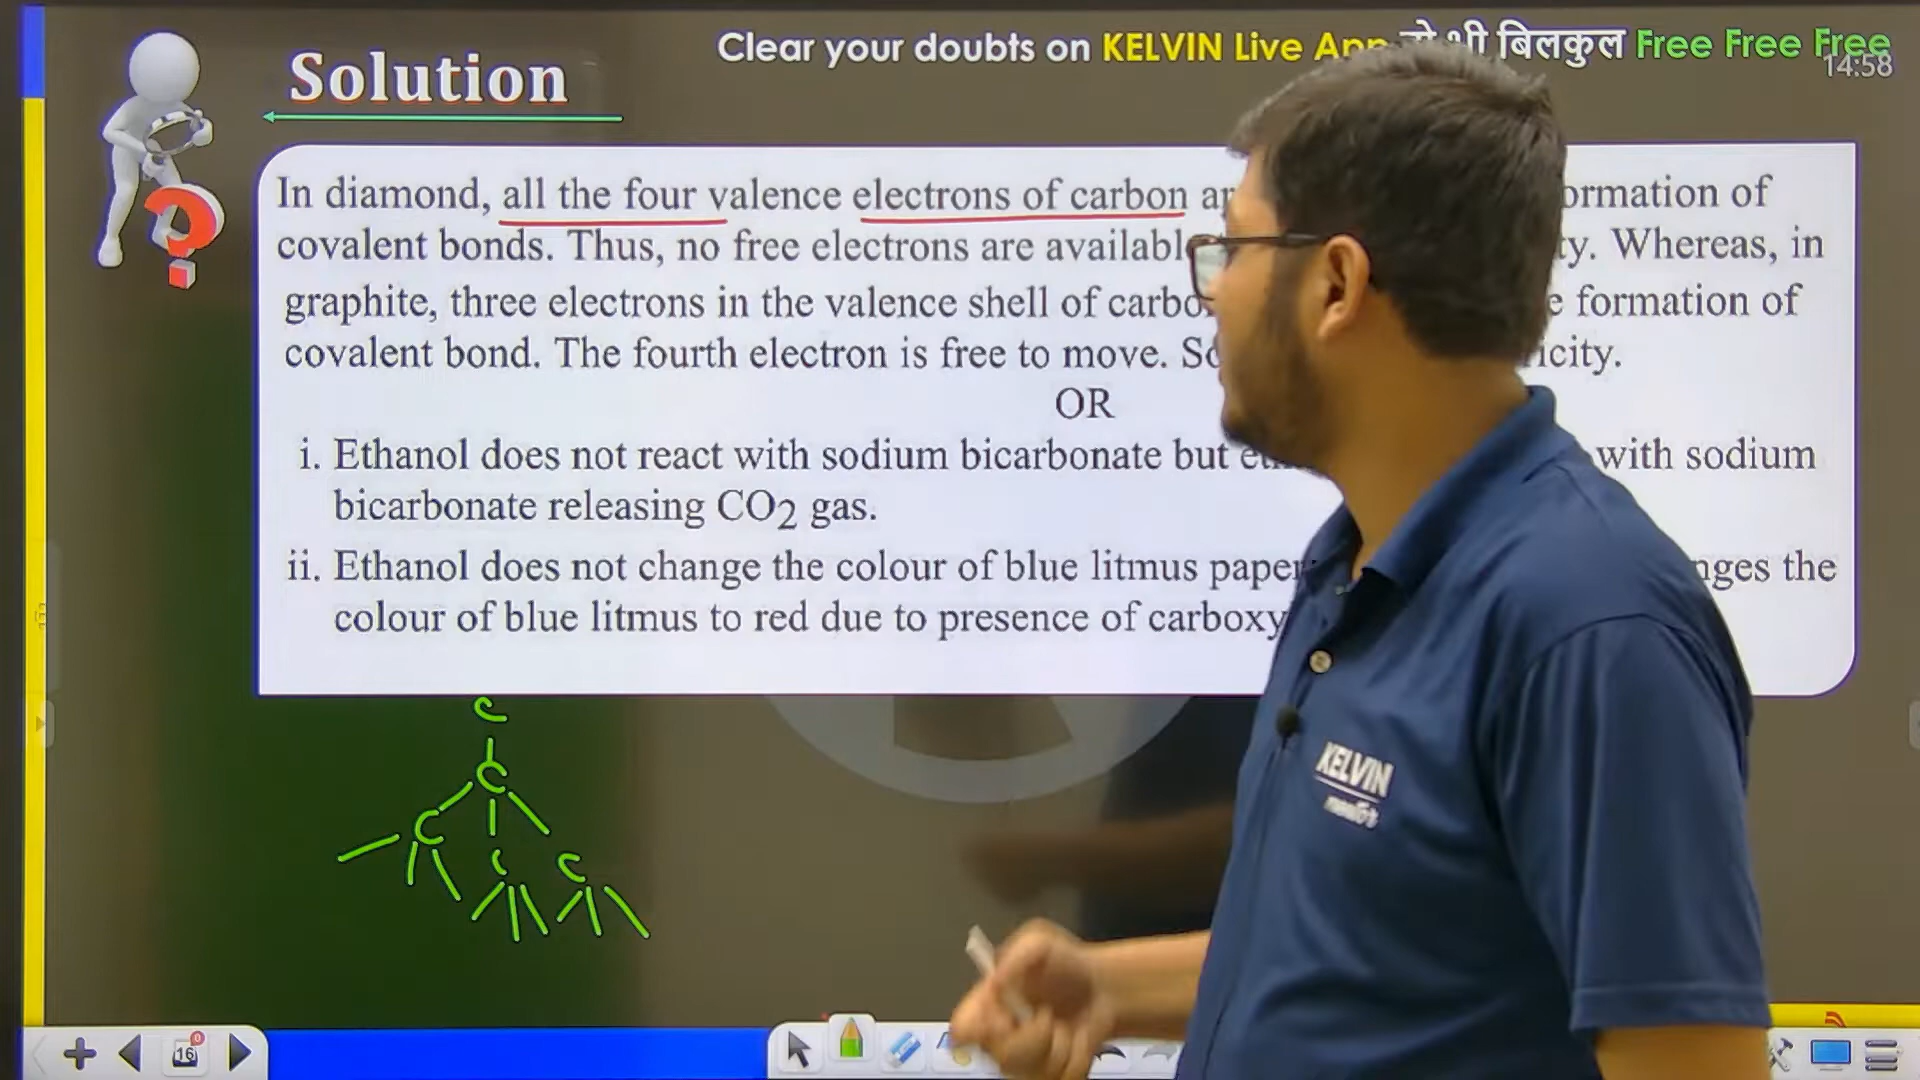 Clear your doubts on KELVIN Live App से भी बिलकुल Free Free Free
14:58
Solution
In diamond, all the four valence electrons of carbon ormation of
covalent bonds. Thus, no free electrons are ty. Whereas, in
graphite, three electrons in the valence shell of e formation of
covalent bond. The fourth electron is free to move. icity.
OR
i. Ethanol does not react with sodium bicarbonate but with sodium
bicarbonate releasing CO2 gas.
ii. Ethanol does not change the colour of blue litmus paper nges the
colour of blue litmus to red due to presence of
C
C
C
C C
KELVIN
16
0